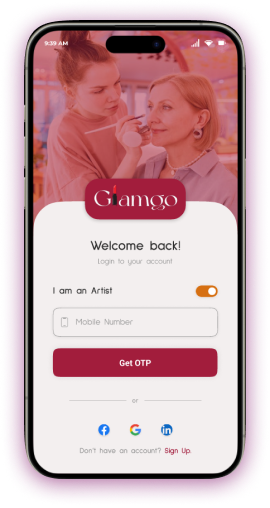 9:39 AM
Glamgo
Welcome back!
Login to your account
I am an Artist
Mobile Number
Get OTP
or
Don't have an account? Sign Up.